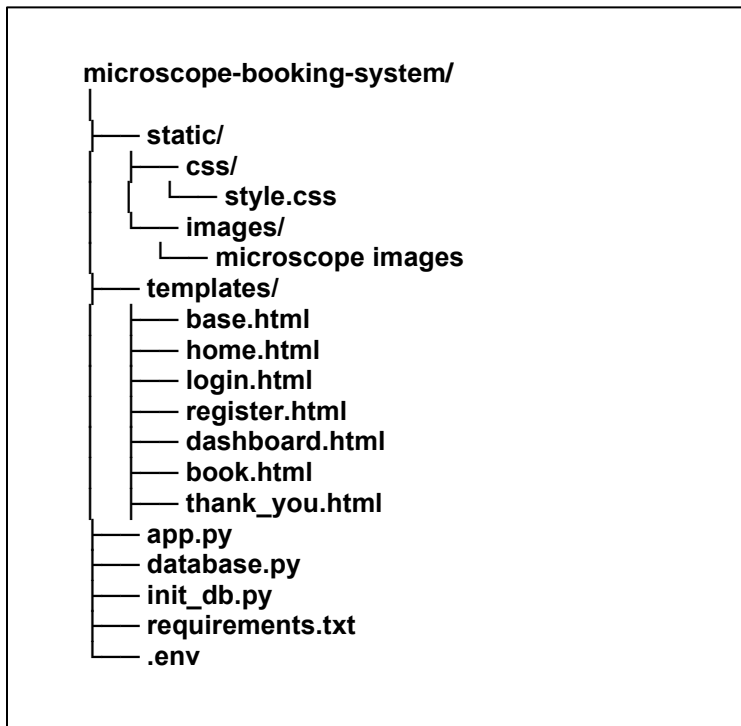 microscope-booking-system/
│
├── static/
│   ├── css/
│   │   └── style.css
│   └── images/
│       └── microscope images
├── templates/
│   ├── base.html
│   ├── home.html
│   ├── login.html
│   ├── register.html
│   ├── dashboard.html
│   ├── book.html
│   ├── thank_you.html
├── app.py
├── database.py
├── init_db.py
├── requirements.txt
└── .env